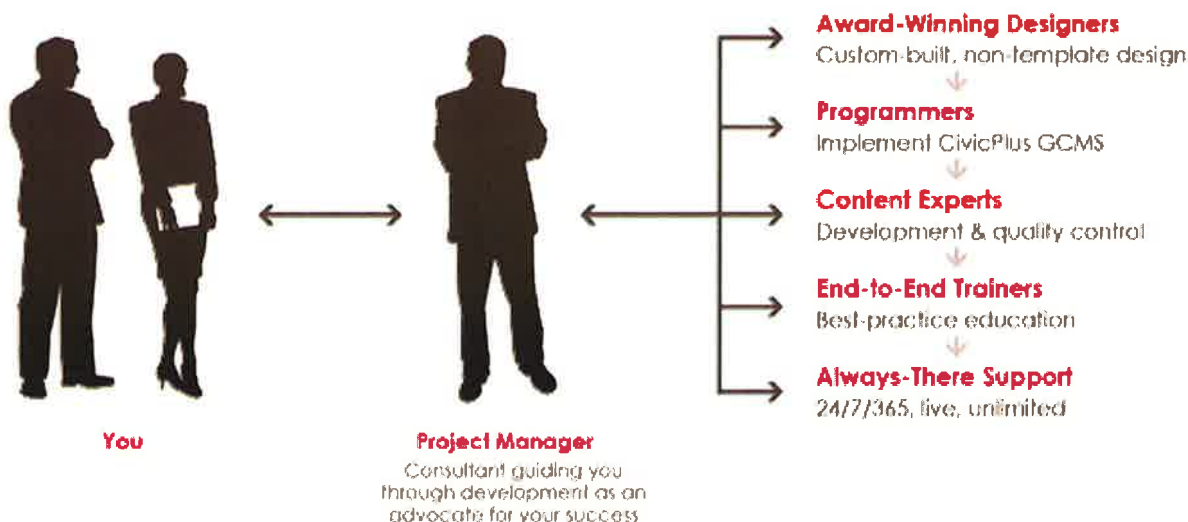 Award-Winning Designers
Custom-built, non-template design
Programmers
Implement CivicPlus GCMS
Content Experts
Development & quality control
End-to-End Trainers
Best-practice education
Always-There Support
24/7/365, live, unlimited
You
Project Manager
Consultant guiding you
through development as an
advocate for your success